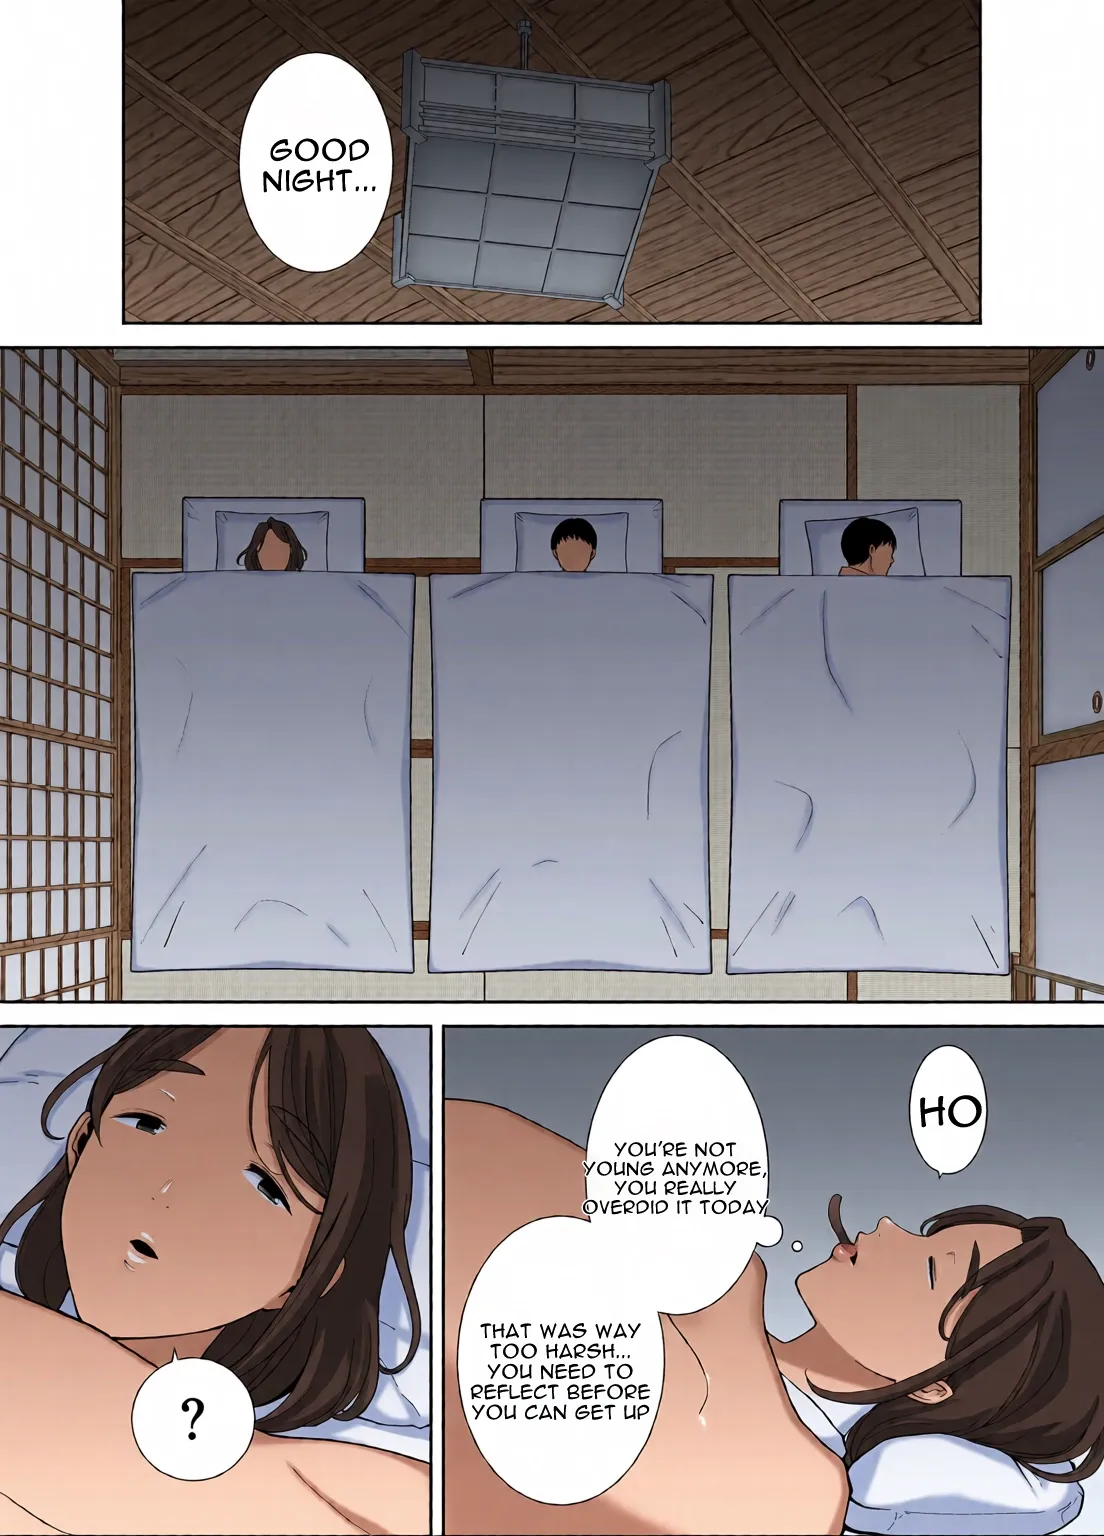 GOOD
NIGHT...
HO
YOU'RE NOT
YOUNG ANYMORE,
YOU REALLY
OVERDID IT TODAY
THAT WAS WAY
TOO HARSH...
YOU NEED TO
REFLECT BEFORE
YOU CAN GET UP
?